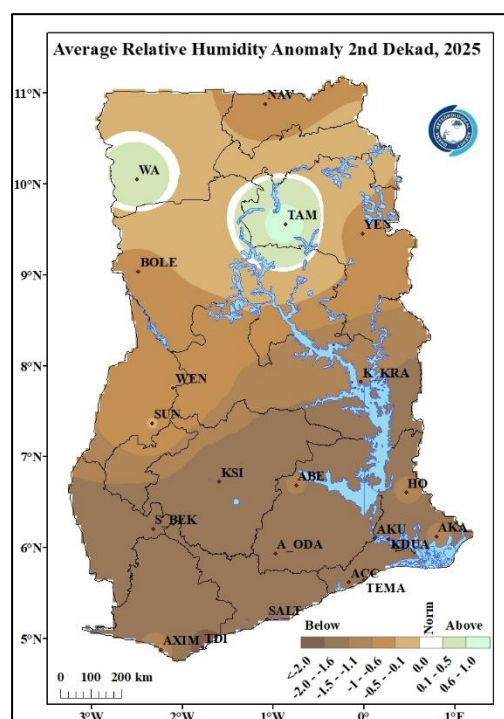 Average Relative Humidity Anomaly 2nd Dekad, 2025
11°N
NAV
WA
10°N
TAM
YEN
9°N
BOLE
8°N
K_KRA
WEN
SUN
7°N
KSI
ABE
HO
S_BEK
AKU
AKA
6°N
A_ODA
KDUA
ACC
TEMA
SALT
5°N
AXIM
TDI
Below
Norm
Above
<-2.0
-2.0 - -1.6
-1.5 - -1.1
-1 - -0.6
-0.5 - -0.1
0.0
0.1 - 0.5
0.6 - 1.0
0 100 200 km
3°W
2°W
1°W
0°
1°E